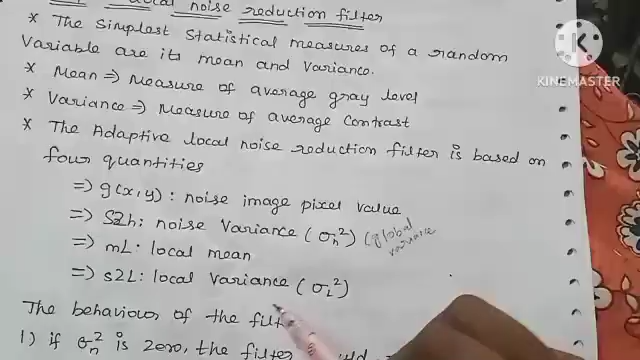 local noise reduction filter
* The simplest statistical measures of a random
variable are its mean and variance.
* Mean => Measure of average gray level
* Variance => Measure of average contrast
* The Adaptive local noise reduction filter is based on
four quantities
=> g(x,y) : noise image pixel value
=> S2h : noise variance (σn²) (global
variance
=> mL : local mean
=> S2L : local variance (σL²)
The behaviour of the
1) if σn² is zero, the filter
KINEMASTER